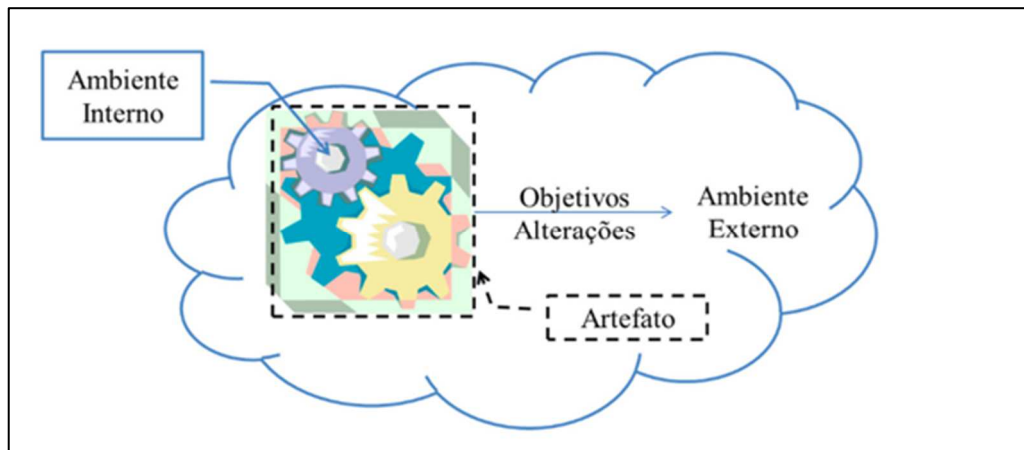 Ambiente
Interno
Objetivos
Alterações
Ambiente
Externo
Artefato